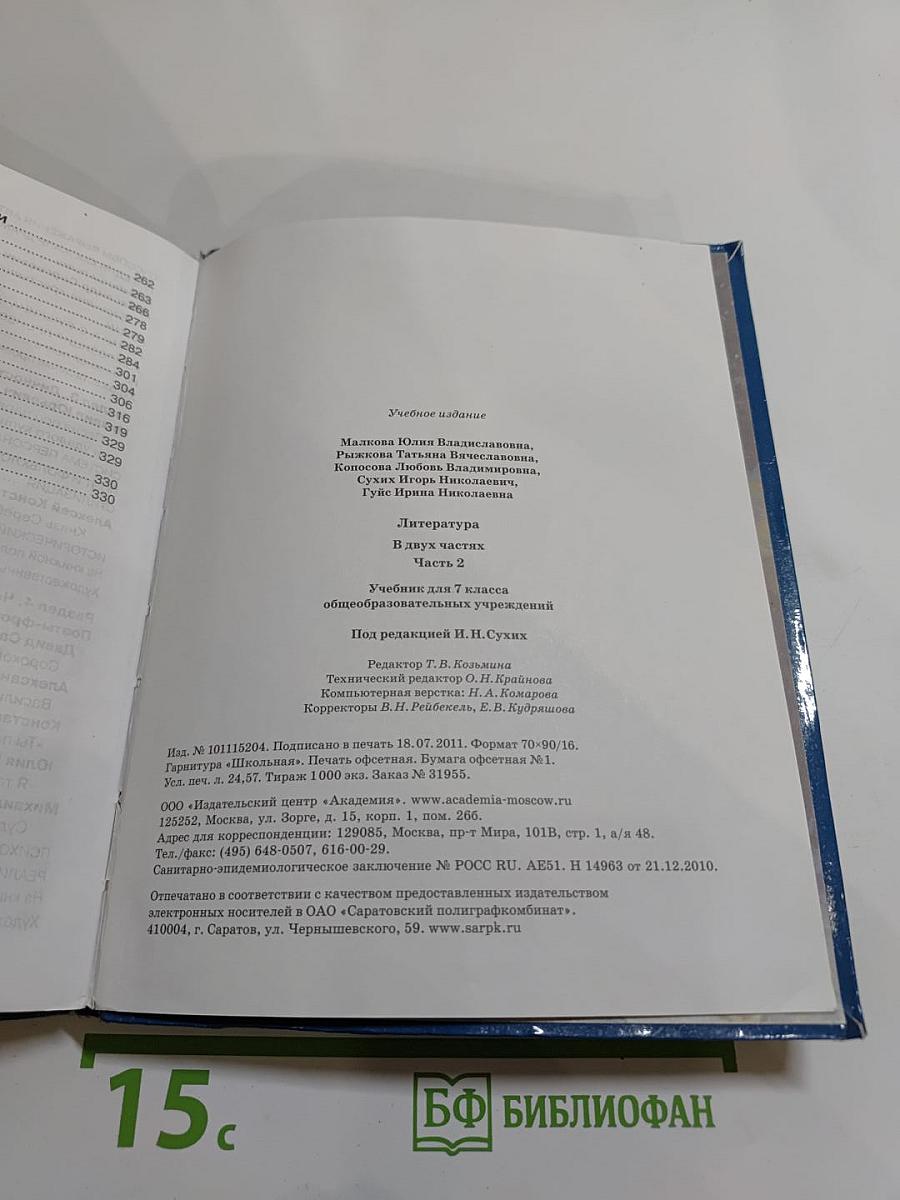 И
262
263
266
278
279
282
284
301
304
306
316
319
329
329
330
330
Учебное издание
Малкова Юлия Владиславовна,
Рыжкова Татьяна Вячеславовна,
Копосова Любовь Владимировна,
Сухих Игорь Николаевич,
Гуйс Ирина Николаевна
Литература
В двух частях
Часть 2
Учебник для 7 класса
общеобразовательных учреждений
Под редакцией И. Н. Сухих
Редактор Т. В. Козьмина
Технический редактор О. Н. Крайнова
Компьютерная верстка: Н. А. Комарова
Корректоры В. Н. Рейбекель, Е. В. Кудряшова
Изд. № 101115204. Подписано в печать 18.07.2011. Формат 70×90/16.
Гарнитура «Школьная». Печать офсетная. Бумага офсетная №1.
Усл. печ. л. 24,57. Тираж 1000 экз. Заказ № 31955.
ООО «Издательский центр «Академия». www.academia-moscow.ru
125252, Москва, ул. Зорге, д. 15, корп. 1, пом. 26б.
Адрес для корреспонденции: 129085, Москва, пр-т Мира, 101В, стр. 1, а/я 48.
Тел./факс: (495) 648-0507, 616-00-29.
Санитарно-эпидемиологическое заключение № РОСС RU. АЕ51. Н 14963 от 21.12.2010.
Отпечатано в соответствии с качеством предоставленных издательством
электронных носителей в ОАО «Саратовский полиграфкомбинат».
410004, г. Саратов, ул. Чернышевского, 59. www.sarpk.ru
15 с
БФ БИБЛИОФАН